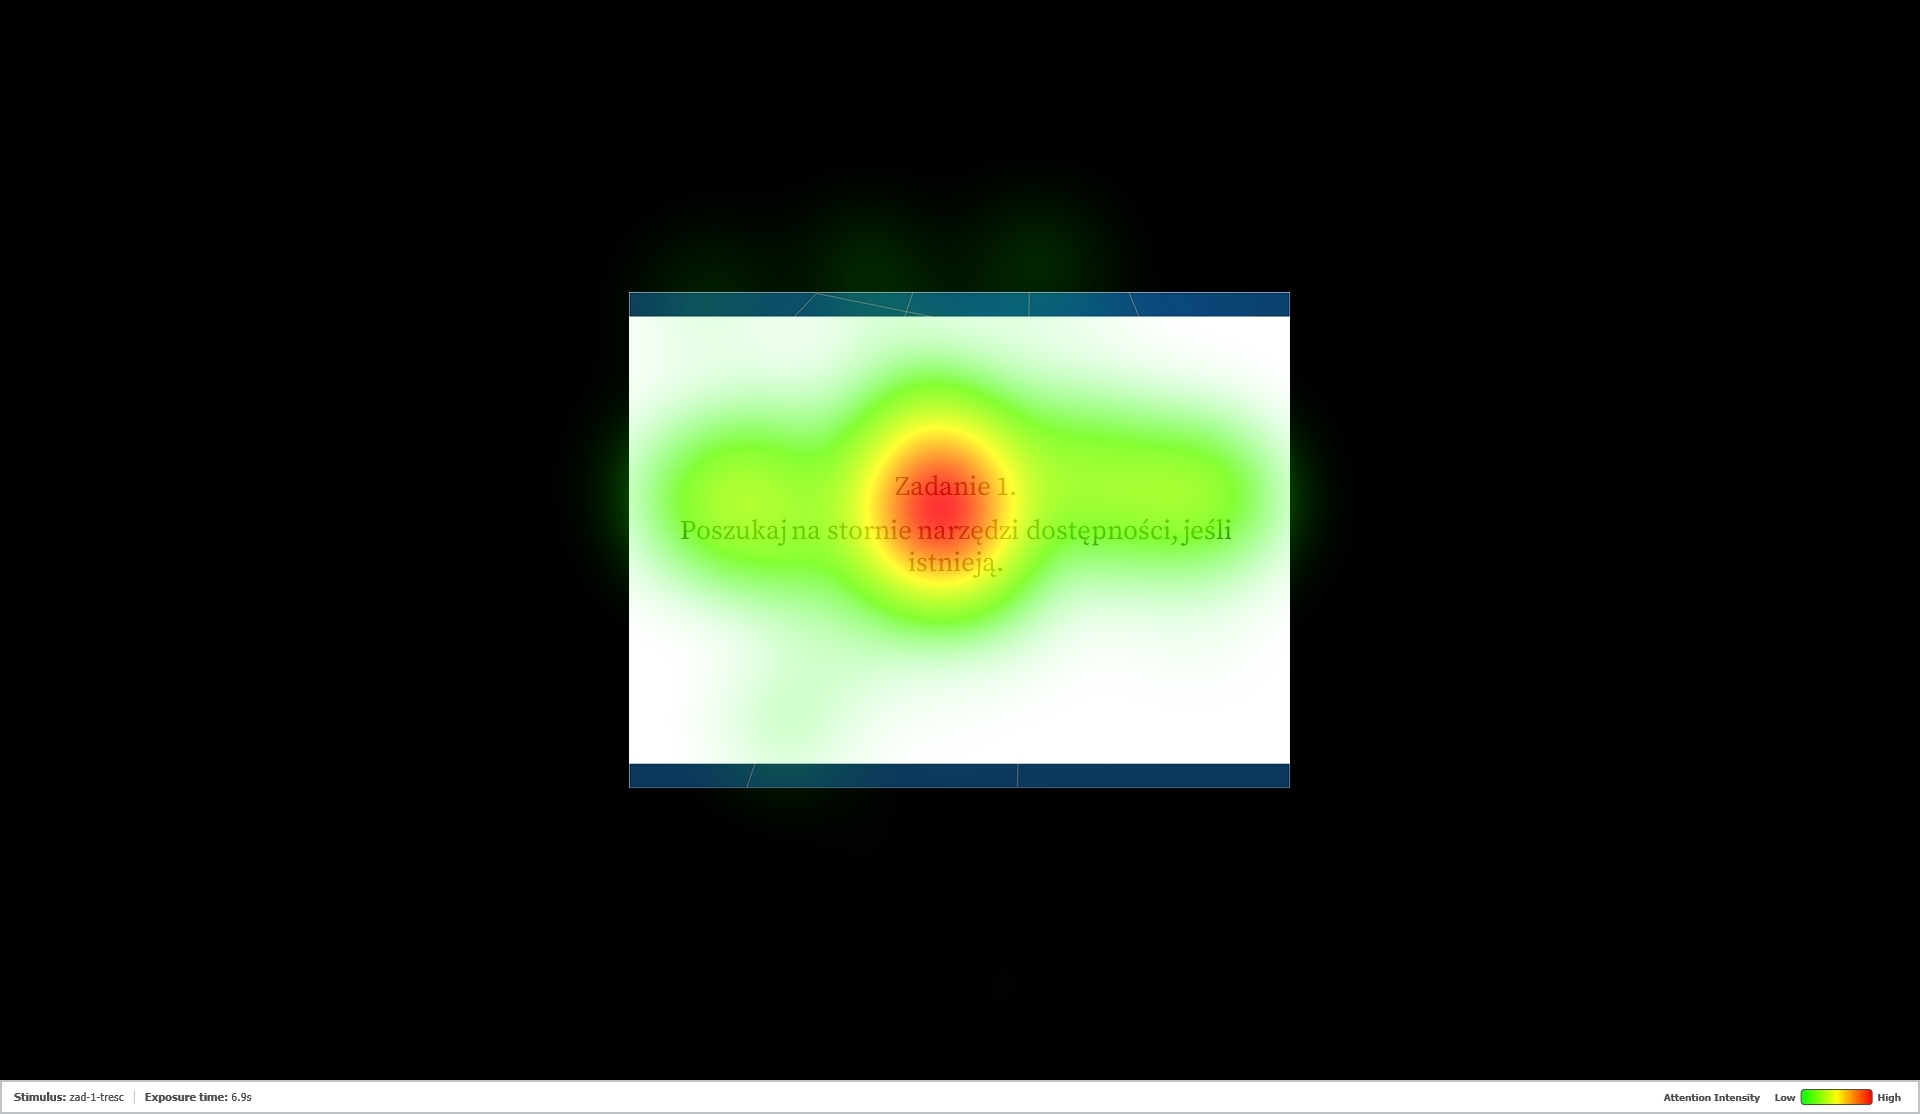 Zadanie 1.
Poszukaj na stornie narzędzi dostępności, jeśli
istnieją.
Stimulus: zad-1-tresc Exposure time: 6.9s Attention Intensity Low High